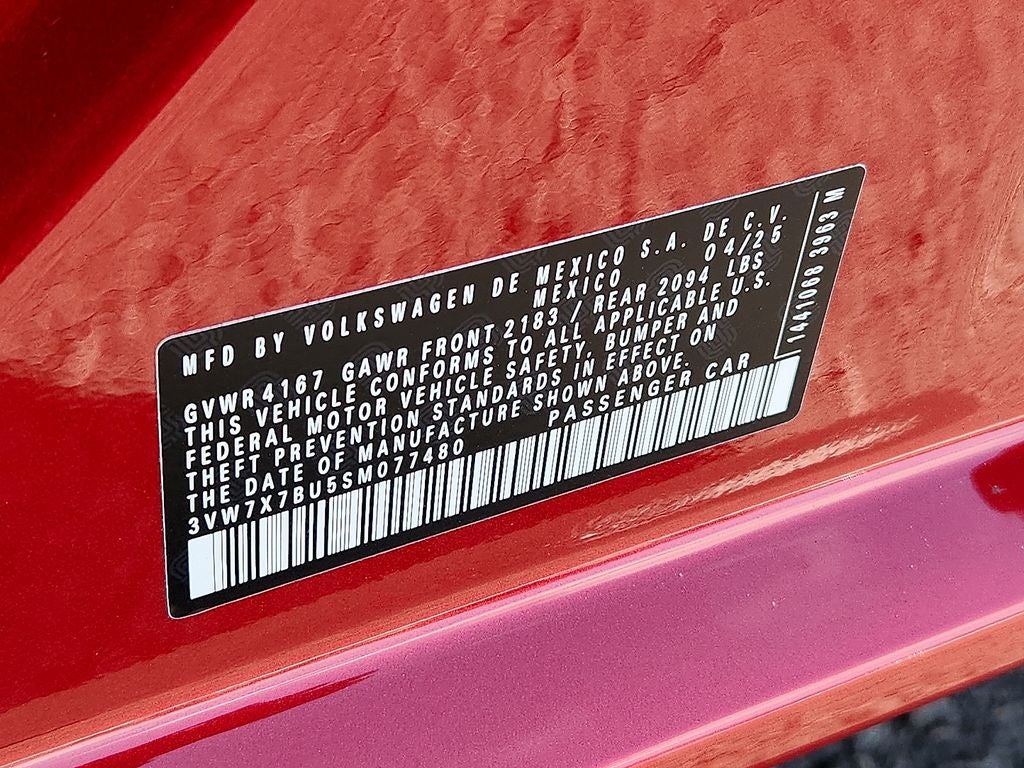 MFD BY VOLKSWAGEN DE MEXICO S.A. DE C.V.
MEXICO 04/25
GVWR 4167 GAWR FRONT 2183 / REAR 2094 LBS
THIS VEHICLE CONFORMS TO ALL APPLICABLE U.S.
FEDERAL MOTOR VEHICLE SAFETY, BUMPER AND
THEFT PREVENTION STANDARDS IN EFFECT ON
THE DATE OF MANUFACTURE SHOWN ABOVE.
3VW7X7BU5SM077480 PASSENGER CAR
1441068 3963 M